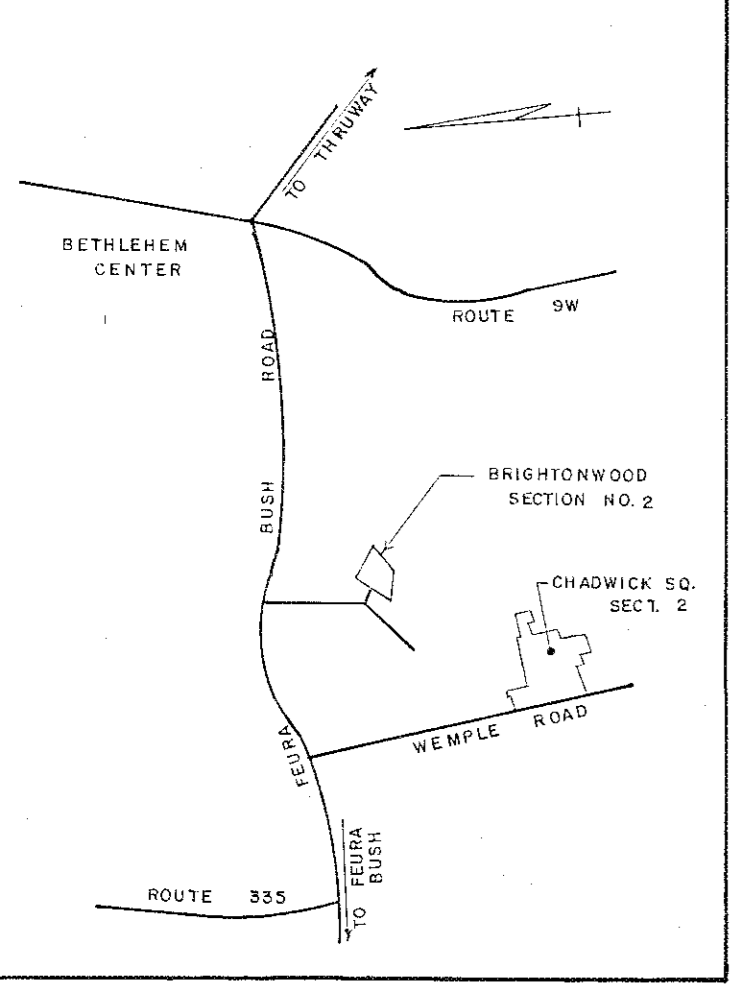 TO THRUWAY
BETHLEHEM
CENTER
ROUTE 9W
FEURA BUSH ROAD
BRIGHTONWOOD
SECTION NO. 2
CHADWICK SQ.
SECT. 2
WEMPLE ROAD
TO FEURA
BUSH
ROUTE 335